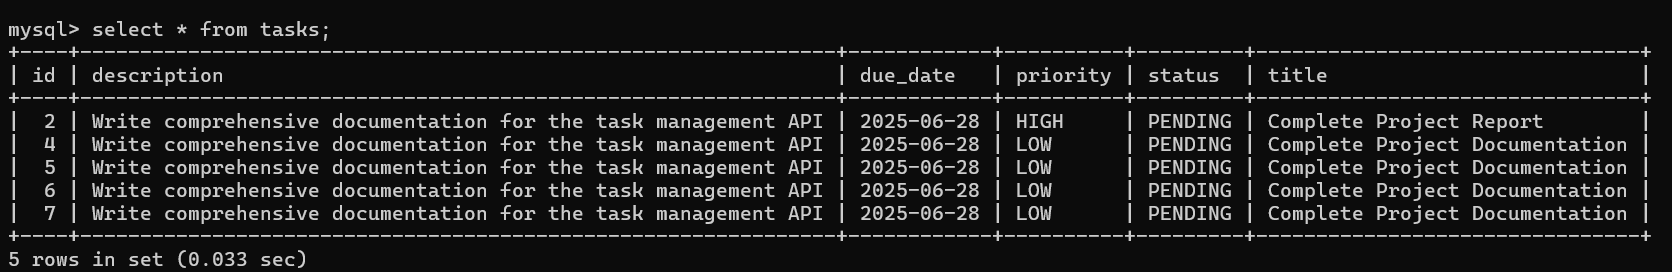 mysql> select * from tasks;
+----+---------------------------------------------------------------+------------+----------+---------+--------------------------------+
| id | description                                                   | due_date   | priority | status  | title                          |
+----+---------------------------------------------------------------+------------+----------+---------+--------------------------------+
|  2 | Write comprehensive documentation for the task management API | 2025-06-28 | HIGH     | PENDING | Complete Project Report        |
|  4 | Write comprehensive documentation for the task management API | 2025-06-28 | LOW      | PENDING | Complete Project Documentation |
|  5 | Write comprehensive documentation for the task management API | 2025-06-28 | LOW      | PENDING | Complete Project Documentation |
|  6 | Write comprehensive documentation for the task management API | 2025-06-28 | LOW      | PENDING | Complete Project Documentation |
|  7 | Write comprehensive documentation for the task management API | 2025-06-28 | LOW      | PENDING | Complete Project Documentation |
+----+---------------------------------------------------------------+------------+----------+---------+--------------------------------+
5 rows in set (0.033 sec)